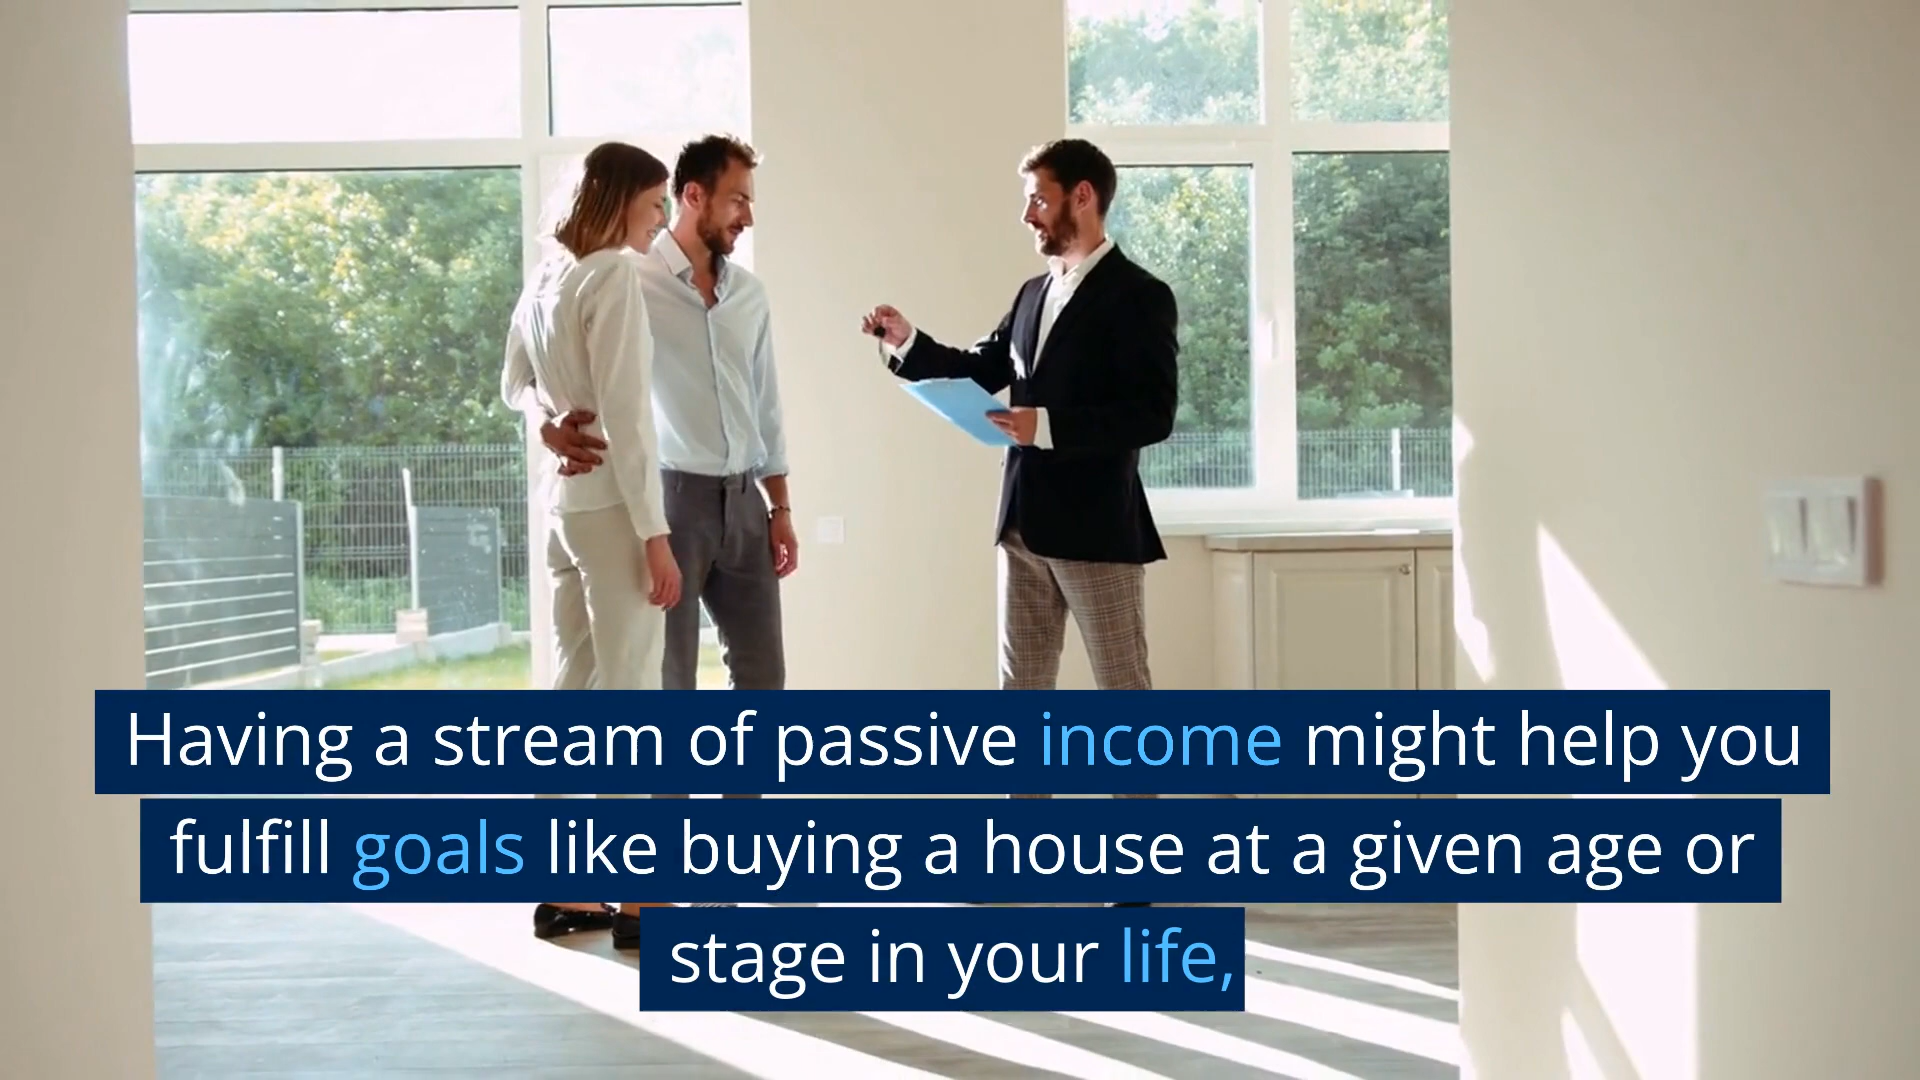 Having a stream of passive income might help you
fulfill goals like buying a house at a given age or
stage in your life,